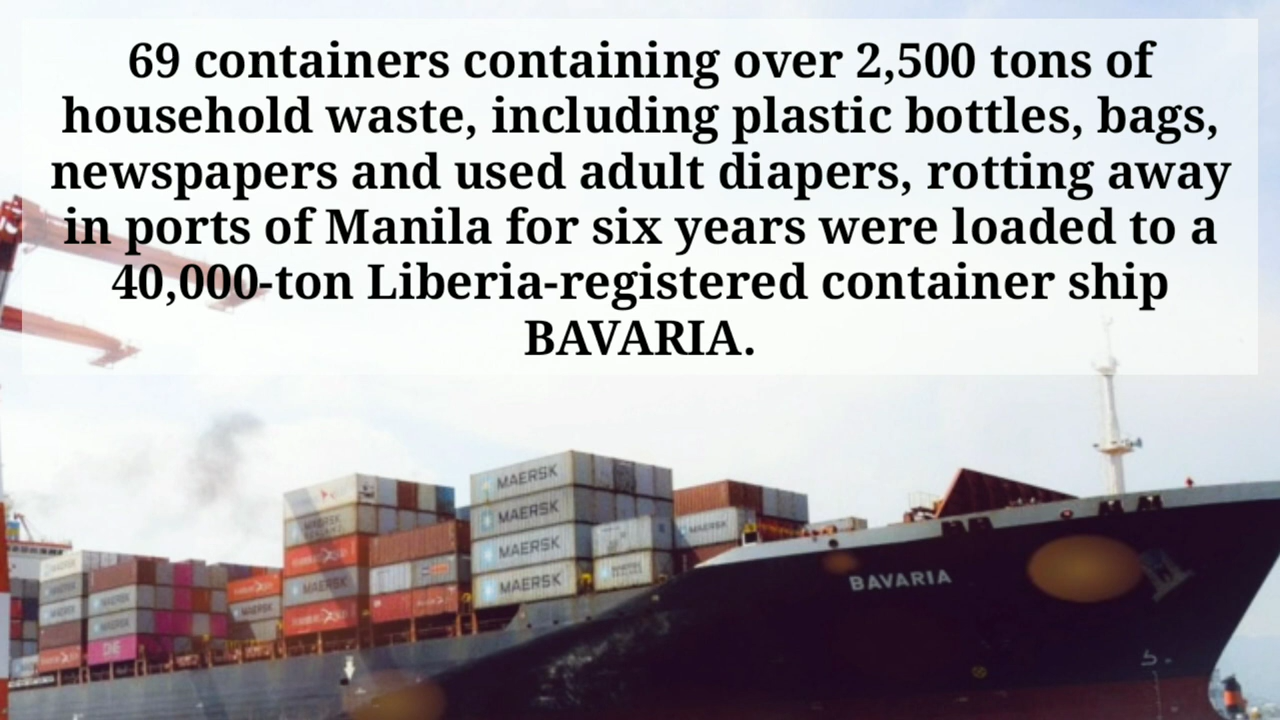 69 containers containing over 2,500 tons of
household waste, including plastic bottles, bags,
newspapers and used adult diapers, rotting away
in ports of Manila for six years were loaded to a
40,000-ton Liberia-registered container ship
BAVARIA.
MAERSK
MAERSK
MAERSK
MAERSK
MAERSK
MAERSK
BAVARIA